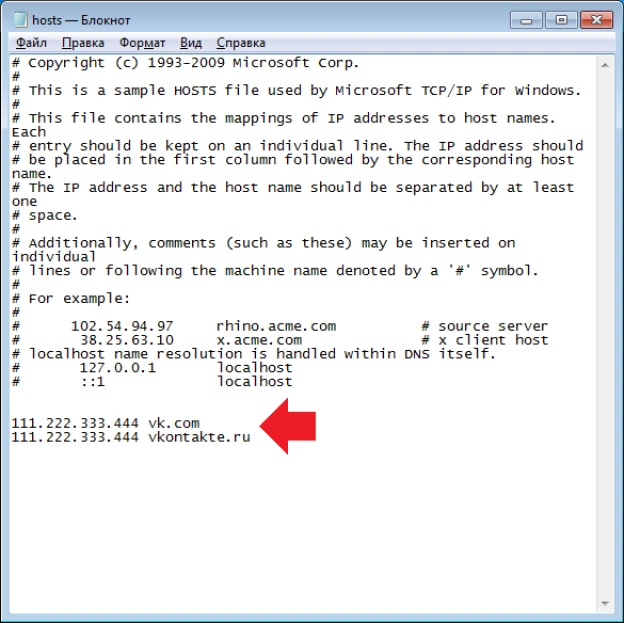 hosts — Блокнот
Файл Правка Формат Вид Справка
# Copyright (c) 1993-2009 Microsoft Corp.
#
# This is a sample HOSTS file used by Microsoft TCP/IP for Windows.
#
# This file contains the mappings of IP addresses to host names.
Each
# entry should be kept on an individual line. The IP address should
# be placed in the first column followed by the corresponding host
name.
# The IP address and the host name should be separated by at least
one
# space.
#
# Additionally, comments (such as these) may be inserted on
individual
# lines or following the machine name denoted by a '#' symbol.
#
# For example:
#
#      102.54.94.97     rhino.acme.com          # source server
#       38.25.63.10     x.acme.com              # x client host
# localhost name resolution is handled within DNS itself.
#       127.0.0.1       localhost
#       ::1             localhost
111.222.333.444 vk.com
111.222.333.444 vkontakte.ru